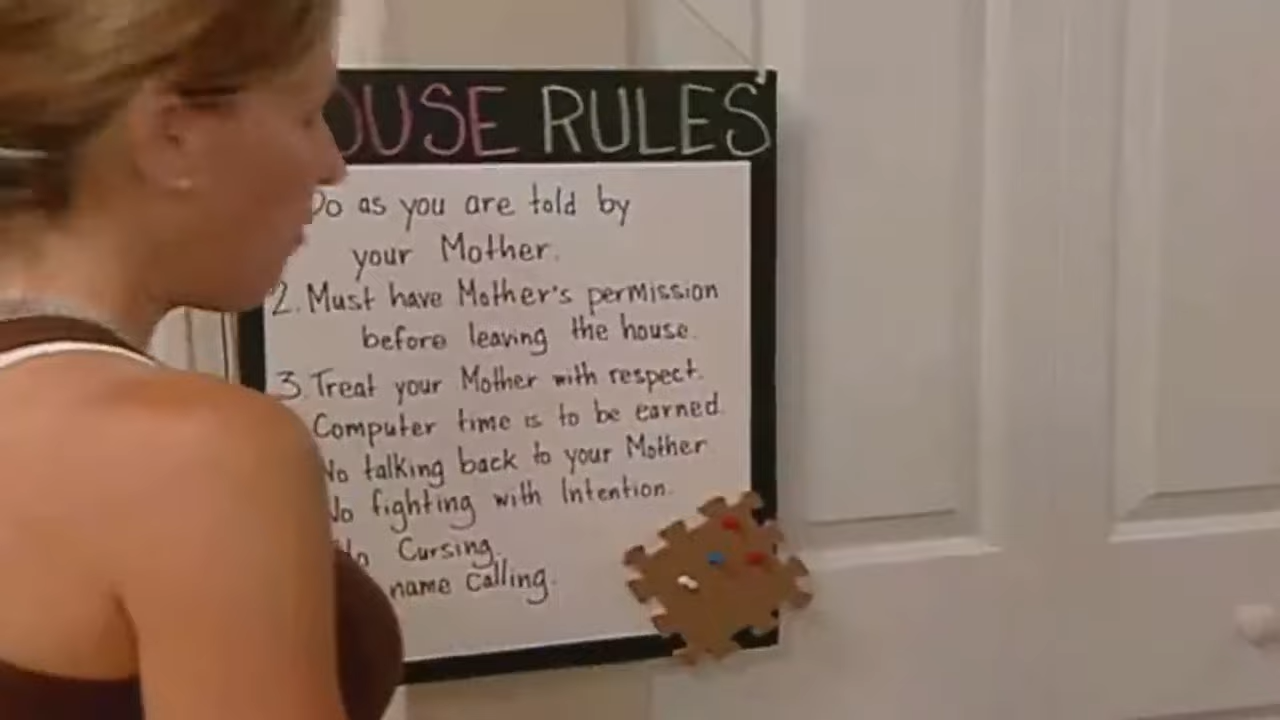 OUSE RULES
Do as you are told by
your Mother.
2. Must have Mother's permission
before leaving the house.
3. Treat your Mother with respect.
Computer time is to be earned.
No talking back to your Mother
No fighting with Intention.
No Cursing.
name calling.